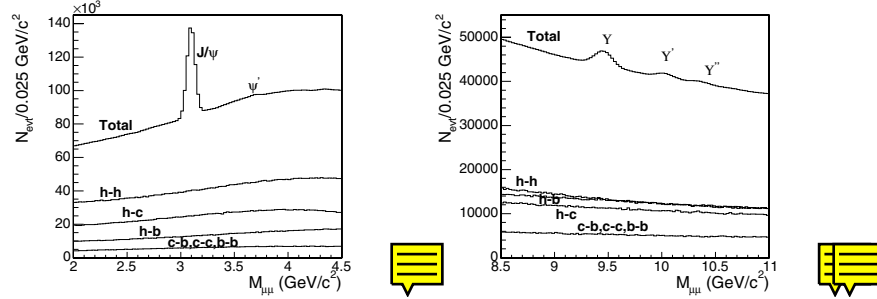 ×10³
140
120
100
80
60
40
20
0
N_evt/0.025 GeV/c²
J/ψ
ψ'
Total
h-h
h-c
h-b
c-b,c-c,b-b
2 2.5 3 3.5 4 4.5
M_μμ (GeV/c²)
60000
50000
40000
30000
20000
10000
0
N_evt/0.025 GeV/c²
Total
Υ
Υ'
Υ''
h-h
h-b
h-c
c-b,c-c,b-b
8.5 9 9.5 10 10.5 11
M_μμ (GeV/c²)